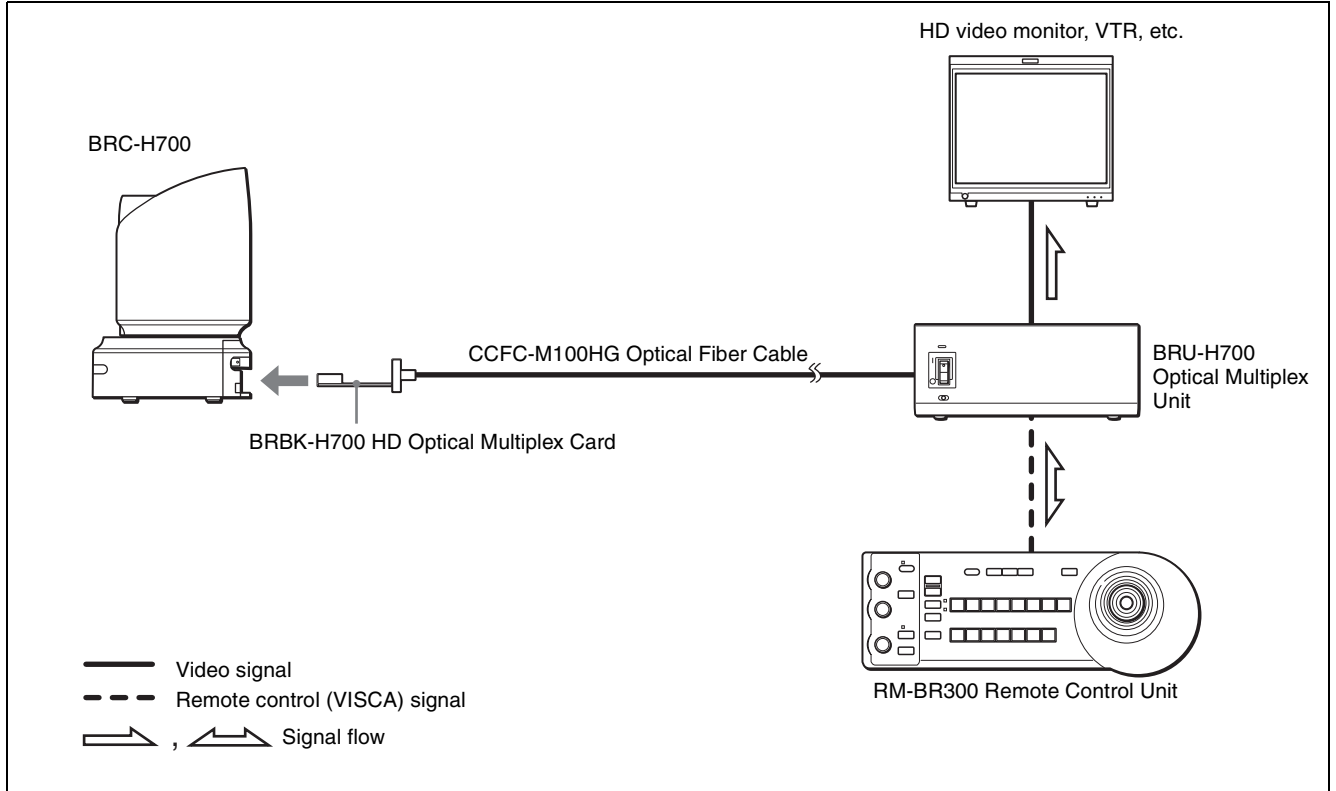 HD video monitor, VTR, etc.
BRC-H700
CCFC-M100HG Optical Fiber Cable
BRU-H700
Optical Multiplex
Unit
BRBK-H700 HD Optical Multiplex Card
RM-BR300 Remote Control Unit
Video signal
Remote control (VISCA) signal
, Signal flow